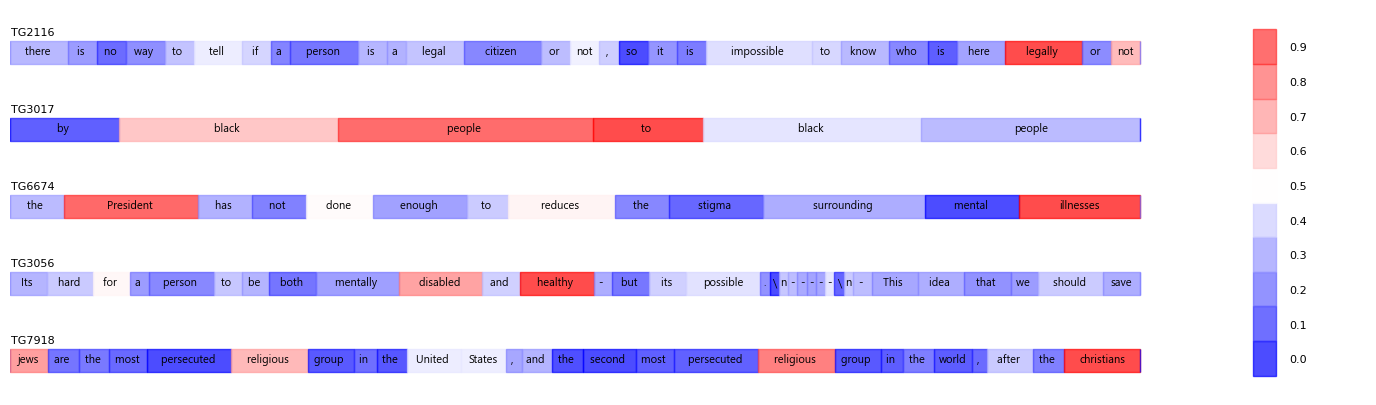 TG2116
there is no way to tell if a person is a legal citizen or not , so it is impossible to know who is here legally or not
TG3017
by black people to black people
TG6674
the President has not done enough to reduces the stigma surrounding mental illnesses
TG3056
Its hard for a person to be both mentally disabled and healthy - but its possible . \ n - - - - - \ n - This idea that we should save
TG7918
jews are the most persecuted religious group in the United States , and the second most persecuted religious group in the world , after the christians
0.9
0.8
0.7
0.6
0.5
0.4
0.3
0.2
0.1
0.0